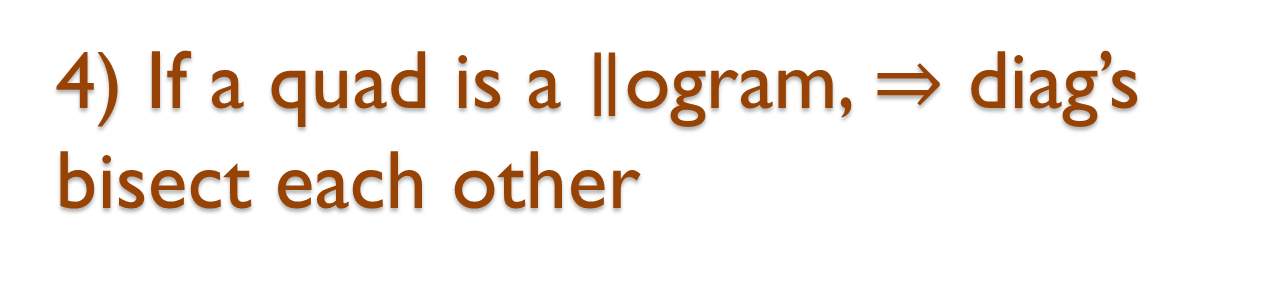 4) If a quad is a ∥ogram, ⇒ diag’s
bisect each other